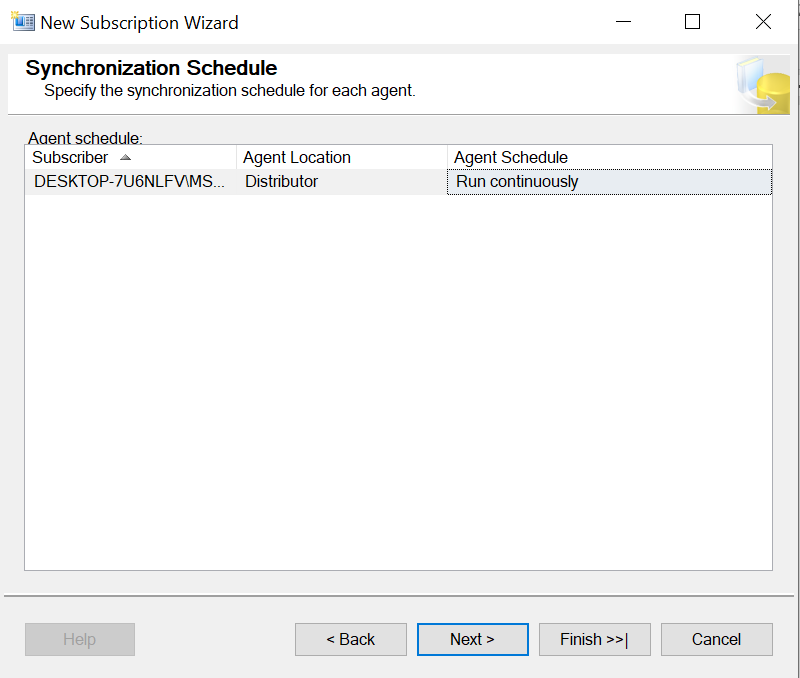 New Subscription Wizard
Synchronization Schedule
Specify the synchronization schedule for each agent.
Agent schedule:
Subscriber Agent Location Agent Schedule
DESKTOP-7U6NLFV\MS... Distributor Run continuously
Help < Back Next > Finish >>| Cancel